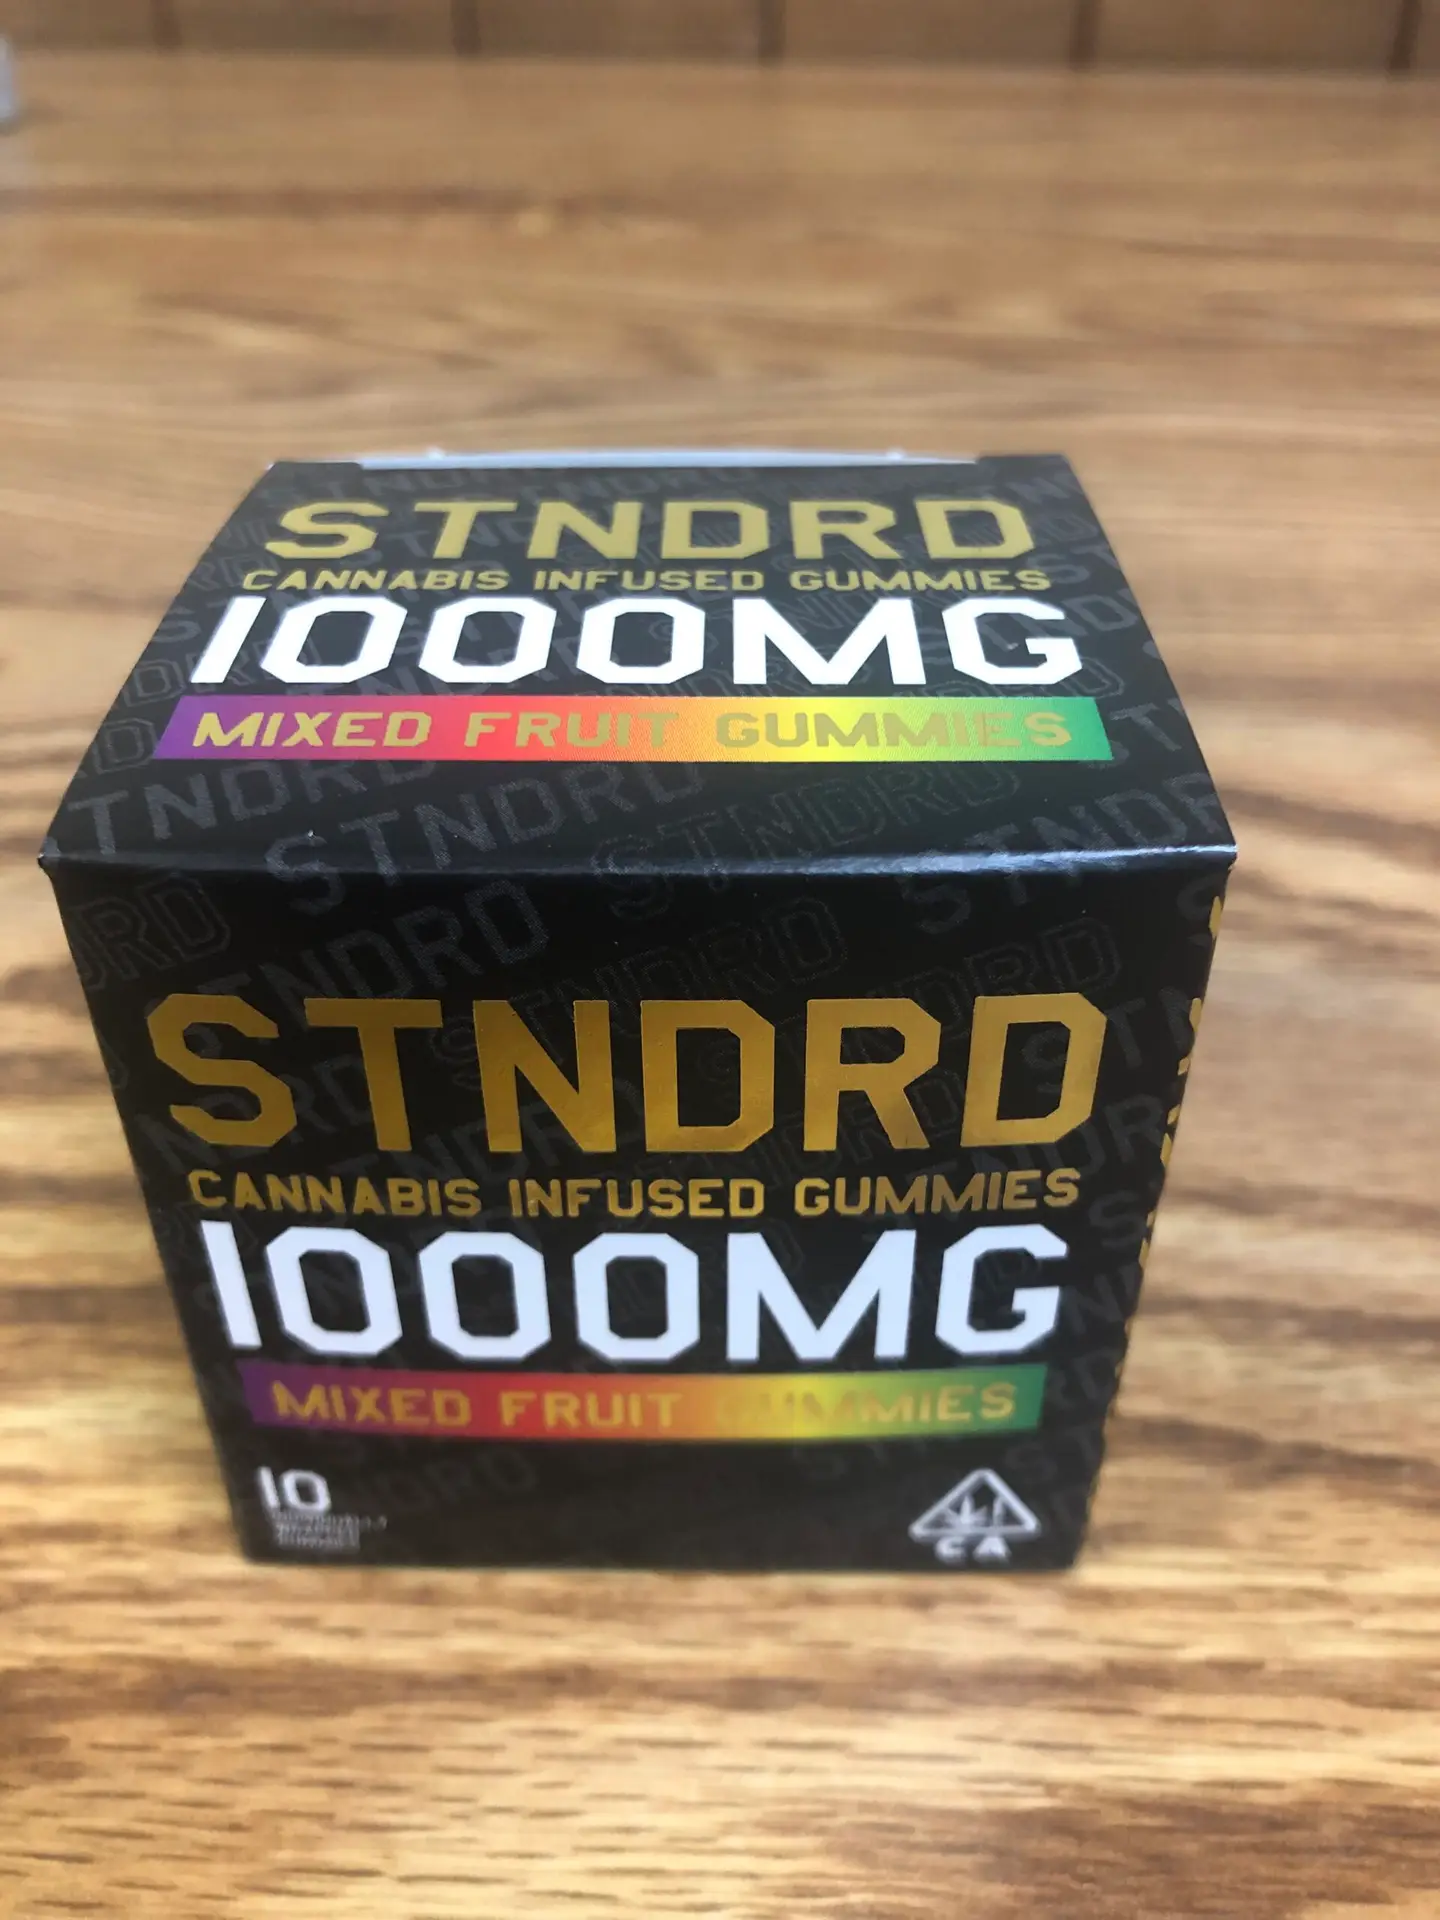 STNDRD
CANNABIS INFUSED GUMMIES
1000MG
MIXED FRUIT GUMMIES
STNDRD
CANNABIS INFUSED GUMMIES
1000MG
MIXED FRUIT GUMMIES
10
CA